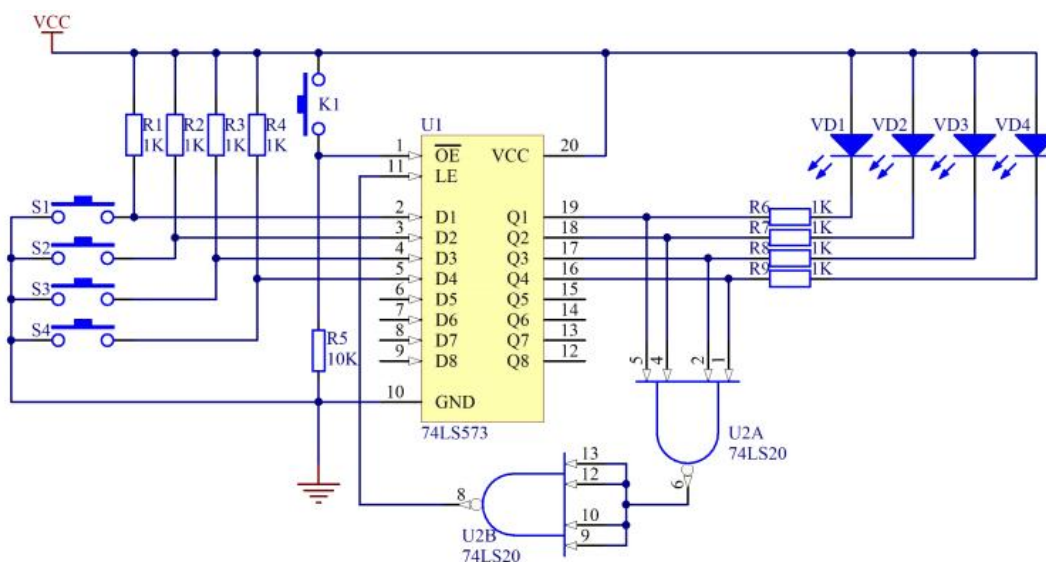 VCC
R1 R2 R3 R4
1K 1K 1K 1K
K1
VD1 VD2 VD3 VD4
U1
1 OE VCC 20
11 LE
S1
2 D1 Q1 19
R6 1K
3 D2 Q2 18
R7 1K
S2
4 D3 Q3 17
R8 1K
5 D4 Q4 16
R9 1K
S3
6 D5 Q5 15
7 D6 Q6 14
S4
8 D7 Q7 13
9 D8 Q8 12
R5
10K
5 4 2 1
10 GND
74LS573
U2A
74LS20
6
13
12
10
9
8
U2B
74LS20